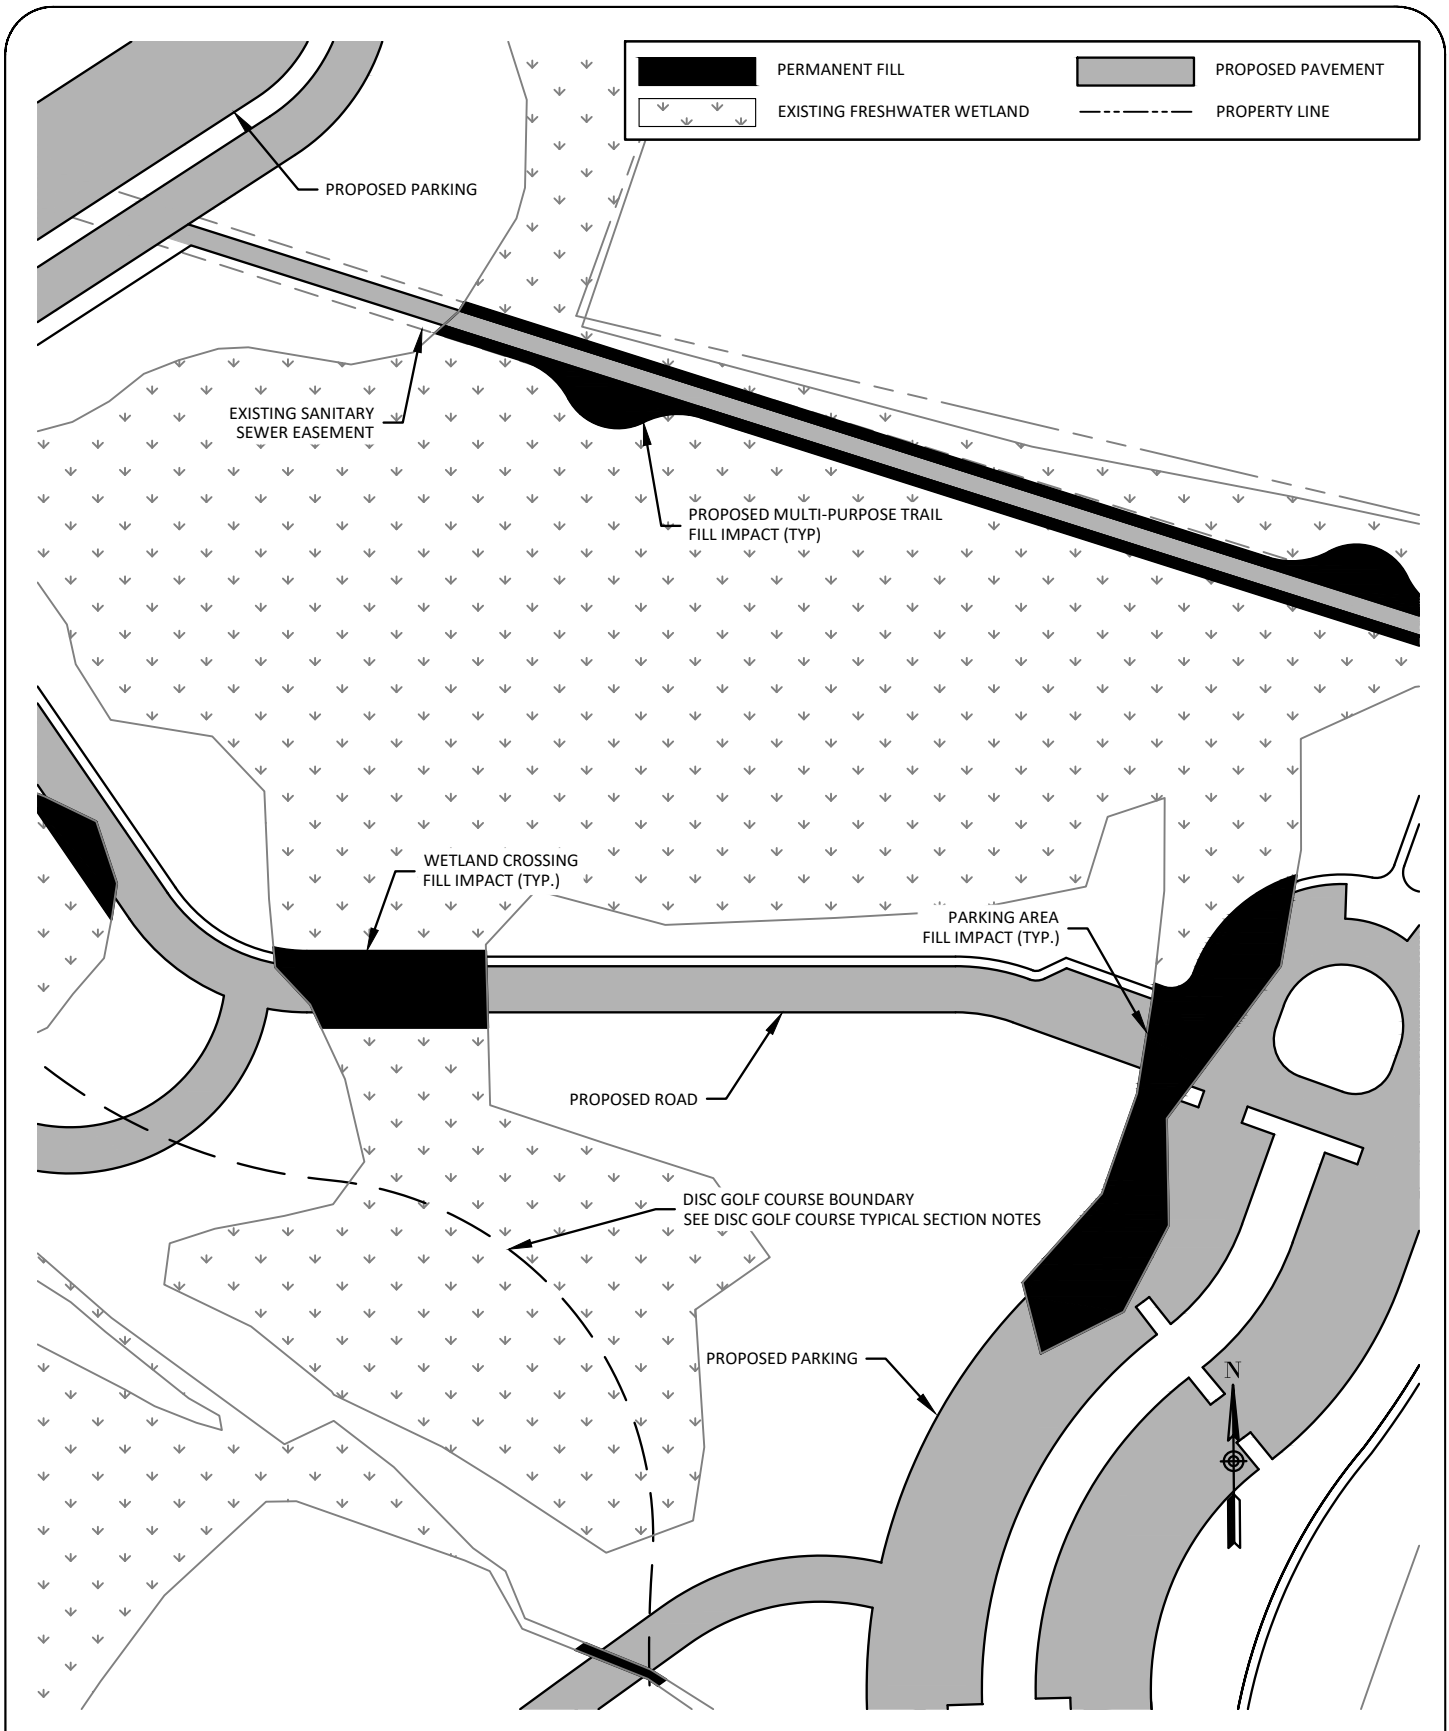 PERMANENT FILL
PROPOSED PAVEMENT
EXISTING FRESHWATER WETLAND
PROPERTY LINE
PROPOSED PARKING
EXISTING SANITARY
SEWER EASEMENT
PROPOSED MULTI-PURPOSE TRAIL
FILL IMPACT (TYP)
WETLAND CROSSING
FILL IMPACT (TYP.)
PARKING AREA
FILL IMPACT (TYP.)
PROPOSED ROAD
DISC GOLF COURSE BOUNDARY
SEE DISC GOLF COURSE TYPICAL SECTION NOTES
PROPOSED PARKING
N